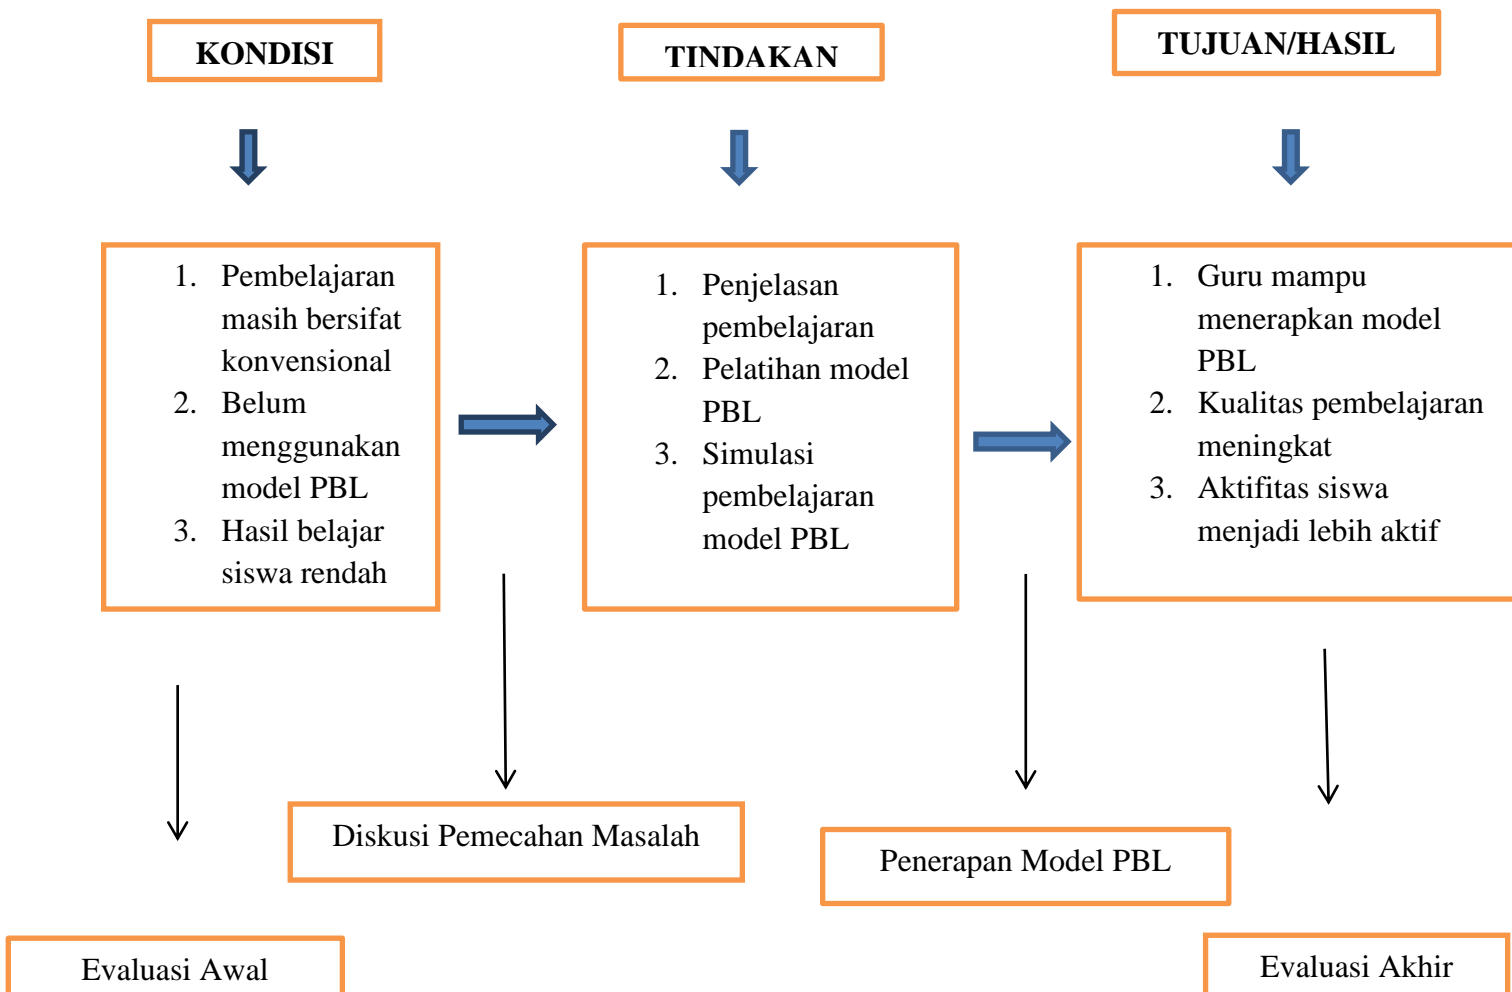 KONDISI
TINDAKAN
TUJUAN/HASIL
1. Pembelajaran
masih bersifat
konvensional
2. Belum
menggunakan
model PBL
3. Hasil belajar
siswa rendah
1. Penjelasan
pembelajaran
2. Pelatihan model
PBL
3. Simulasi
pembelajaran
model PBL
1. Guru mampu
menerapkan model
PBL
2. Kualitas pembelajaran
meningkat
3. Aktifitas siswa
menjadi lebih aktif
Diskusi Pemecahan Masalah
Penerapan Model PBL
Evaluasi Awal
Evaluasi Akhir